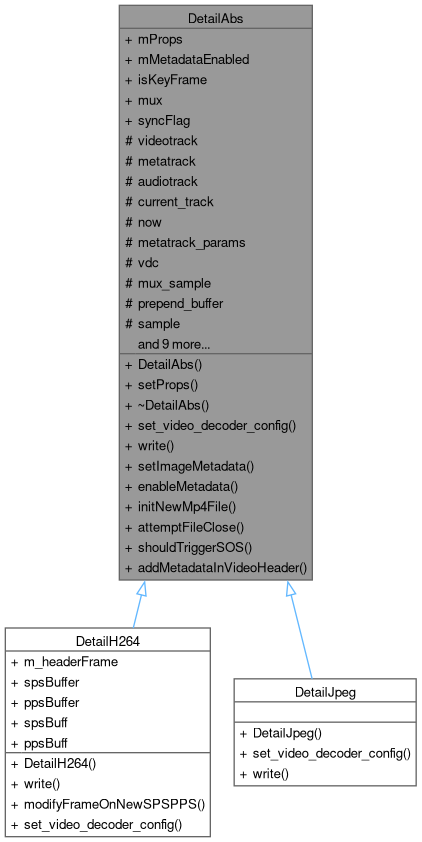 DetailAbs
+ mProps
+ mMetadataEnabled
+ isKeyFrame
+ mux
+ syncFlag
# videotrack
# metatrack
# audiotrack
# current_track
# now
# metatrack_params
# vdc
# mux_sample
# prepend_buffer
# sample
and 9 more...
+ DetailAbs()
+ setProps()
+ ~DetailAbs()
+ set_video_decoder_config()
+ write()
+ setImageMetadata()
+ enableMetadata()
+ initNewMp4File()
+ attemptFileClose()
+ shouldTriggerSOS()
+ addMetadataInVideoHeader()
DetailH264
+ m_headerFrame
+ spsBuffer
+ ppsBuffer
+ spsBuff
+ ppsBuff
+ DetailH264()
+ write()
+ modifyFrameOnNewSPSPPS()
+ set_video_decoder_config()
DetailJpeg
+ DetailJpeg()
+ set_video_decoder_config()
+ write()